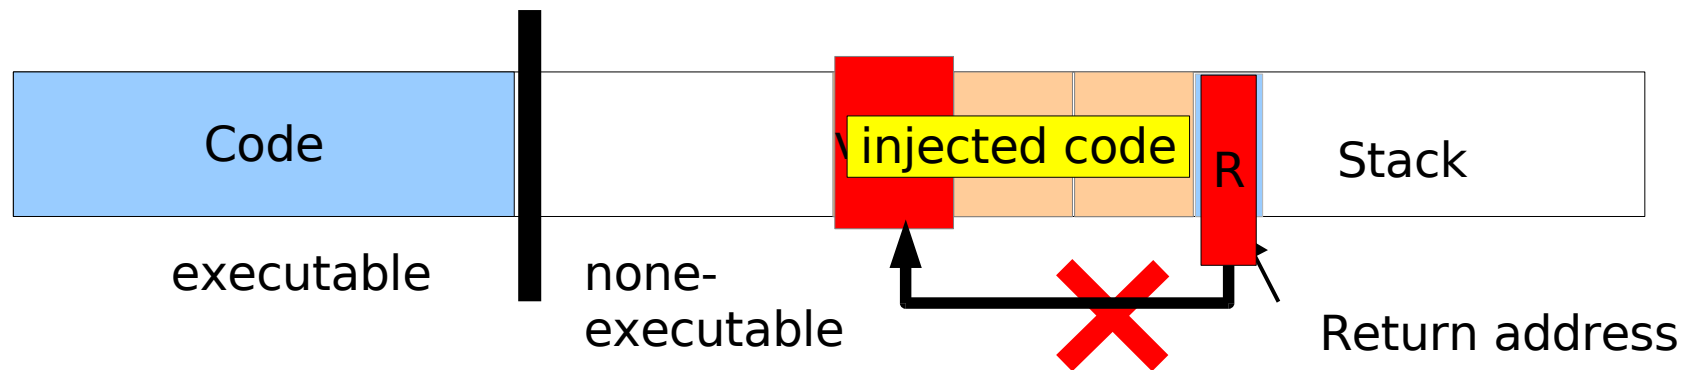 Code
injected code
R
Stack
executable
none-
executable
Return address